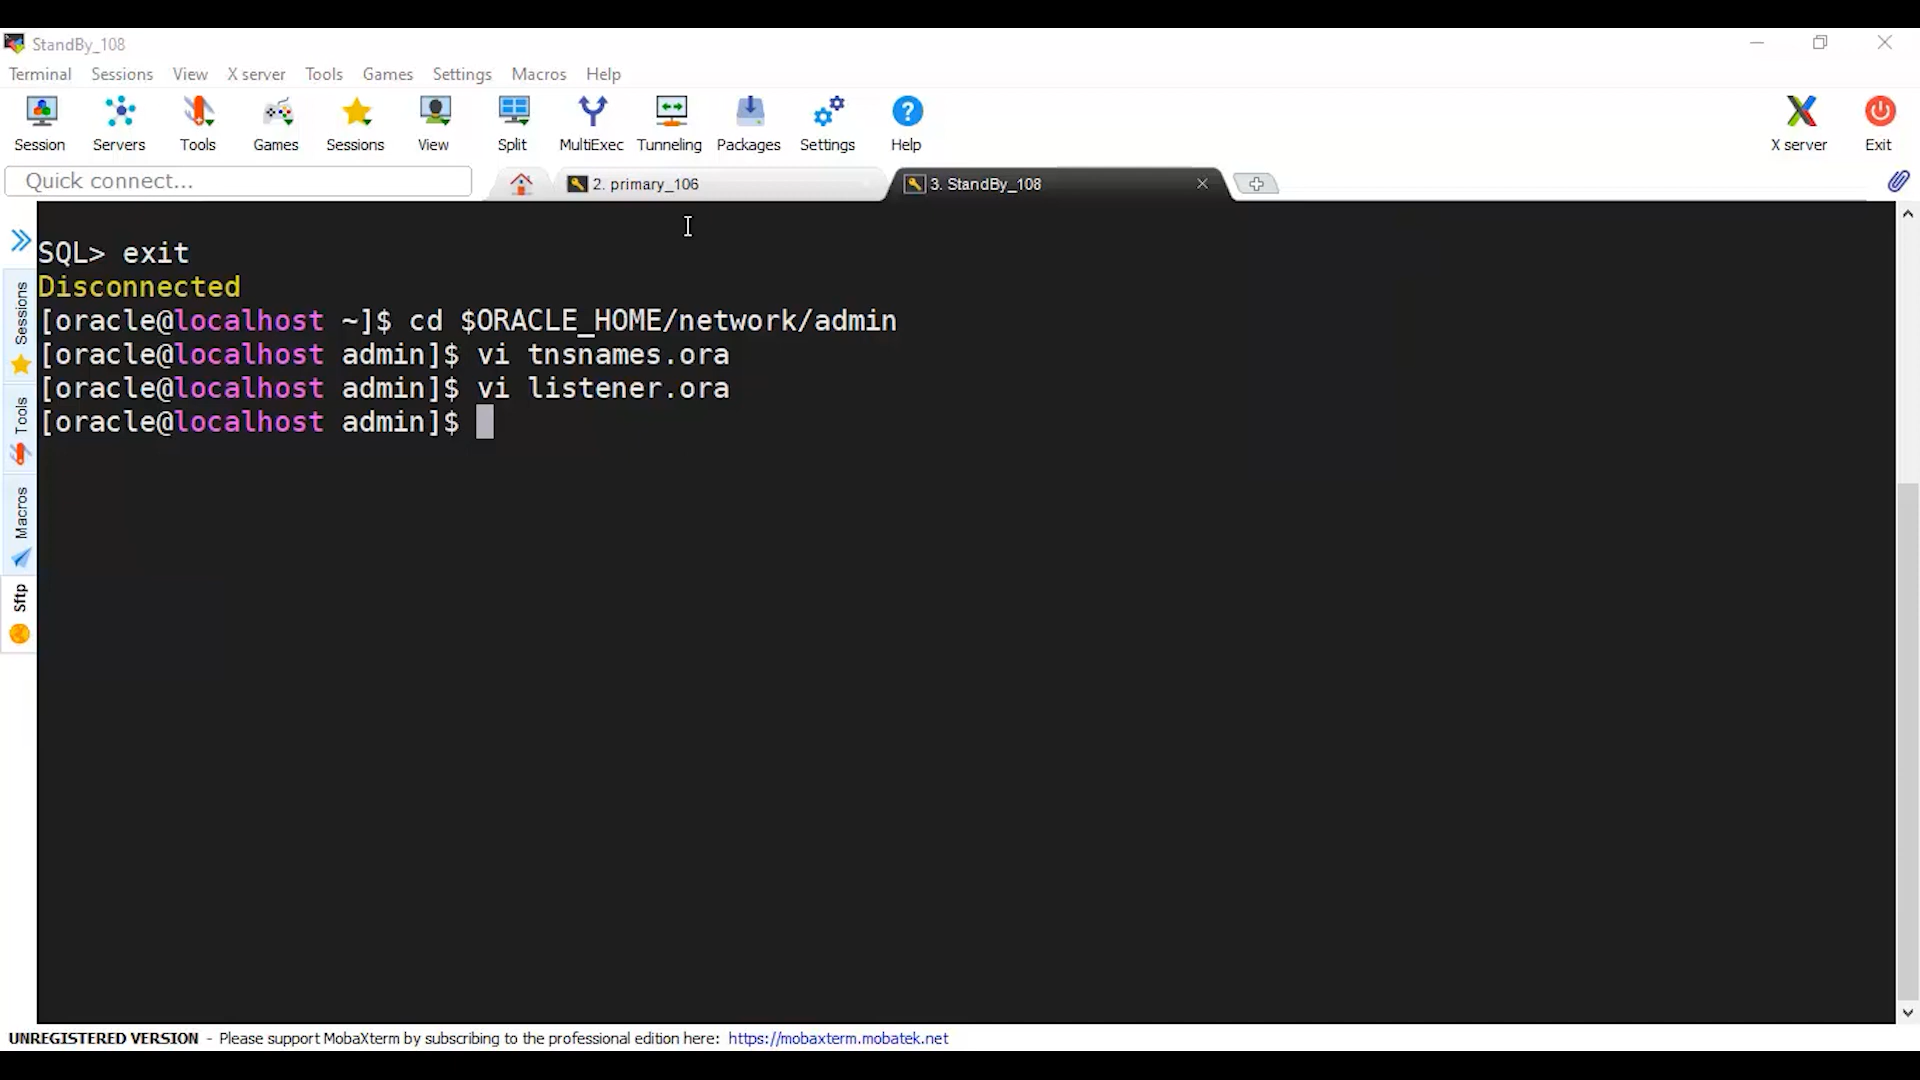 StandBy_108
Terminal Sessions View X server Tools Games Settings Macros Help
Session Servers Tools Games Sessions View Split MultiExec Tunneling Packages Settings Help X server Exit
Quick connect...
2. primary_106
3. StandBy_108
Sessions
Tools
Macros
Sftp
SQL> exit
Disconnected
[oracle@localhost ~]$ cd $ORACLE_HOME/network/admin
[oracle@localhost admin]$ vi tnsnames.ora
[oracle@localhost admin]$ vi listener.ora
[oracle@localhost admin]$
UNREGISTERED VERSION - Please support MobaXterm by subscribing to the professional edition here: https://mobaxterm.mobatek.net